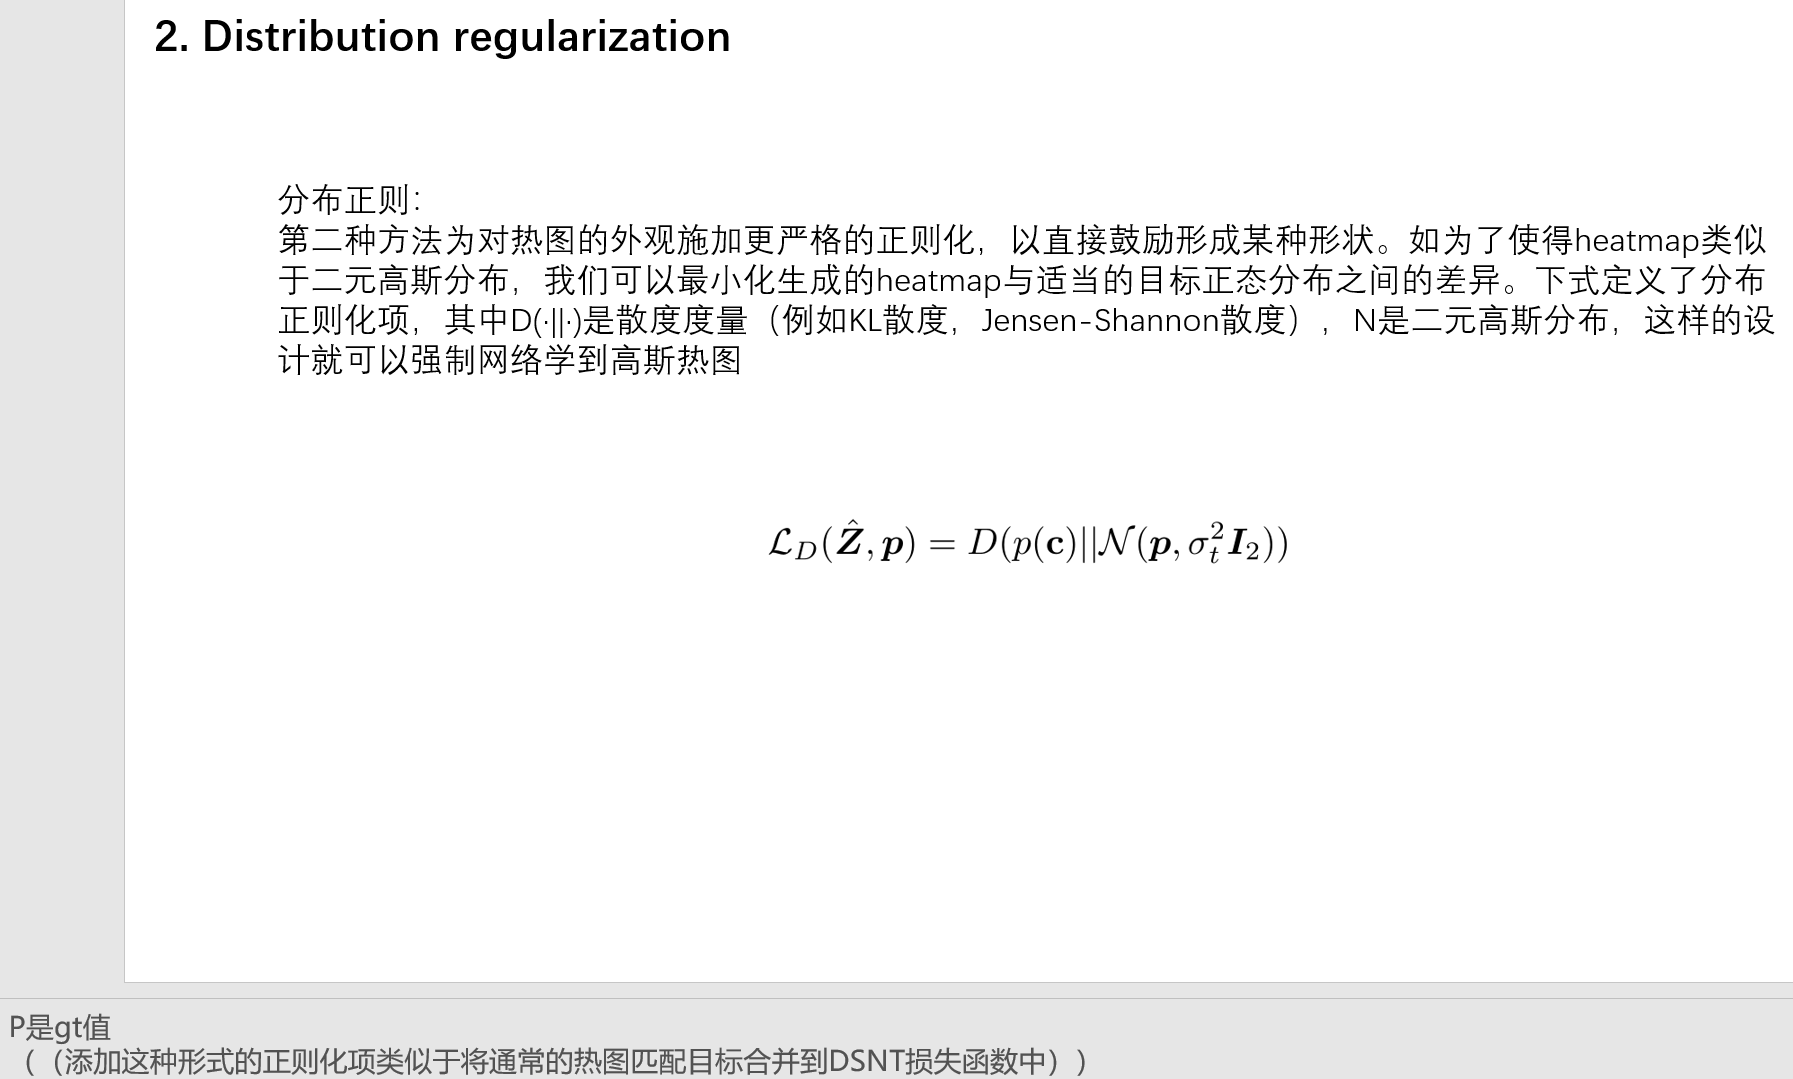 2. Distribution regularization
分布正则：
第二种方法为对热图的外观施加更严格的正则化，以直接鼓励形成某种形状。如为了使得heatmap类似
于二元高斯分布，我们可以最小化生成的heatmap与适当的目标正态分布之间的差异。下式定义了分布
正则化项，其中D(·||·)是散度度量（例如KL散度，Jensen-Shannon散度），N是二元高斯分布，这样的设
计就可以强制网络学到高斯热图
$\mathcal{L}_D(\hat{\boldsymbol{Z}}, \boldsymbol{p}) = D(p(\mathbf{c})||\mathcal{N}(\boldsymbol{p}, \sigma_t^2 \boldsymbol{I}_2))$
P是gt值
（（添加这种形式的正则化项类似于将通常的热图匹配目标合并到DSNT损失函数中））